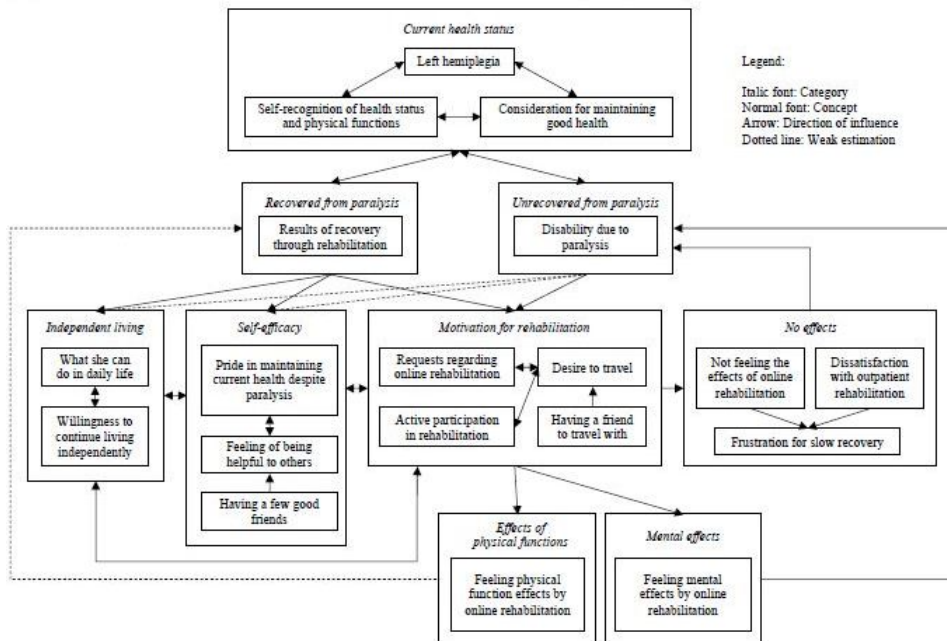 Current health status
Left hemiplegia
Self-recognition of health status
and physical functions
Consideration for maintaining
good health
Legend:
Italic font: Category
Normal font: Concept
Arrow: Direction of influence
Dotted line: Weak estimation
Recovered from paralysis
Results of recovery
through rehabilitation
Unrecovered from paralysis
Disability due to
paralysis
Independent living
What she can
do in daily life
Willingness to
continue living
independently
Self-efficacy
Pride in maintaining
current health despite
paralysis
Feeling of being
helpful to others
Having a few good
friends
Motivation for rehabilitation
Requests regarding
online rehabilitation
Desire to travel
Active participation
in rehabilitation
Having a friend
to travel with
No effects
Not feeling the
effects of online
rehabilitation
Dissatisfaction
with outpatient
rehabilitation
Frustration for slow recovery
Effects of
physical functions
Feeling physical
function effects by
online rehabilitation
Mental effects
Feeling mental
effects by online
rehabilitation